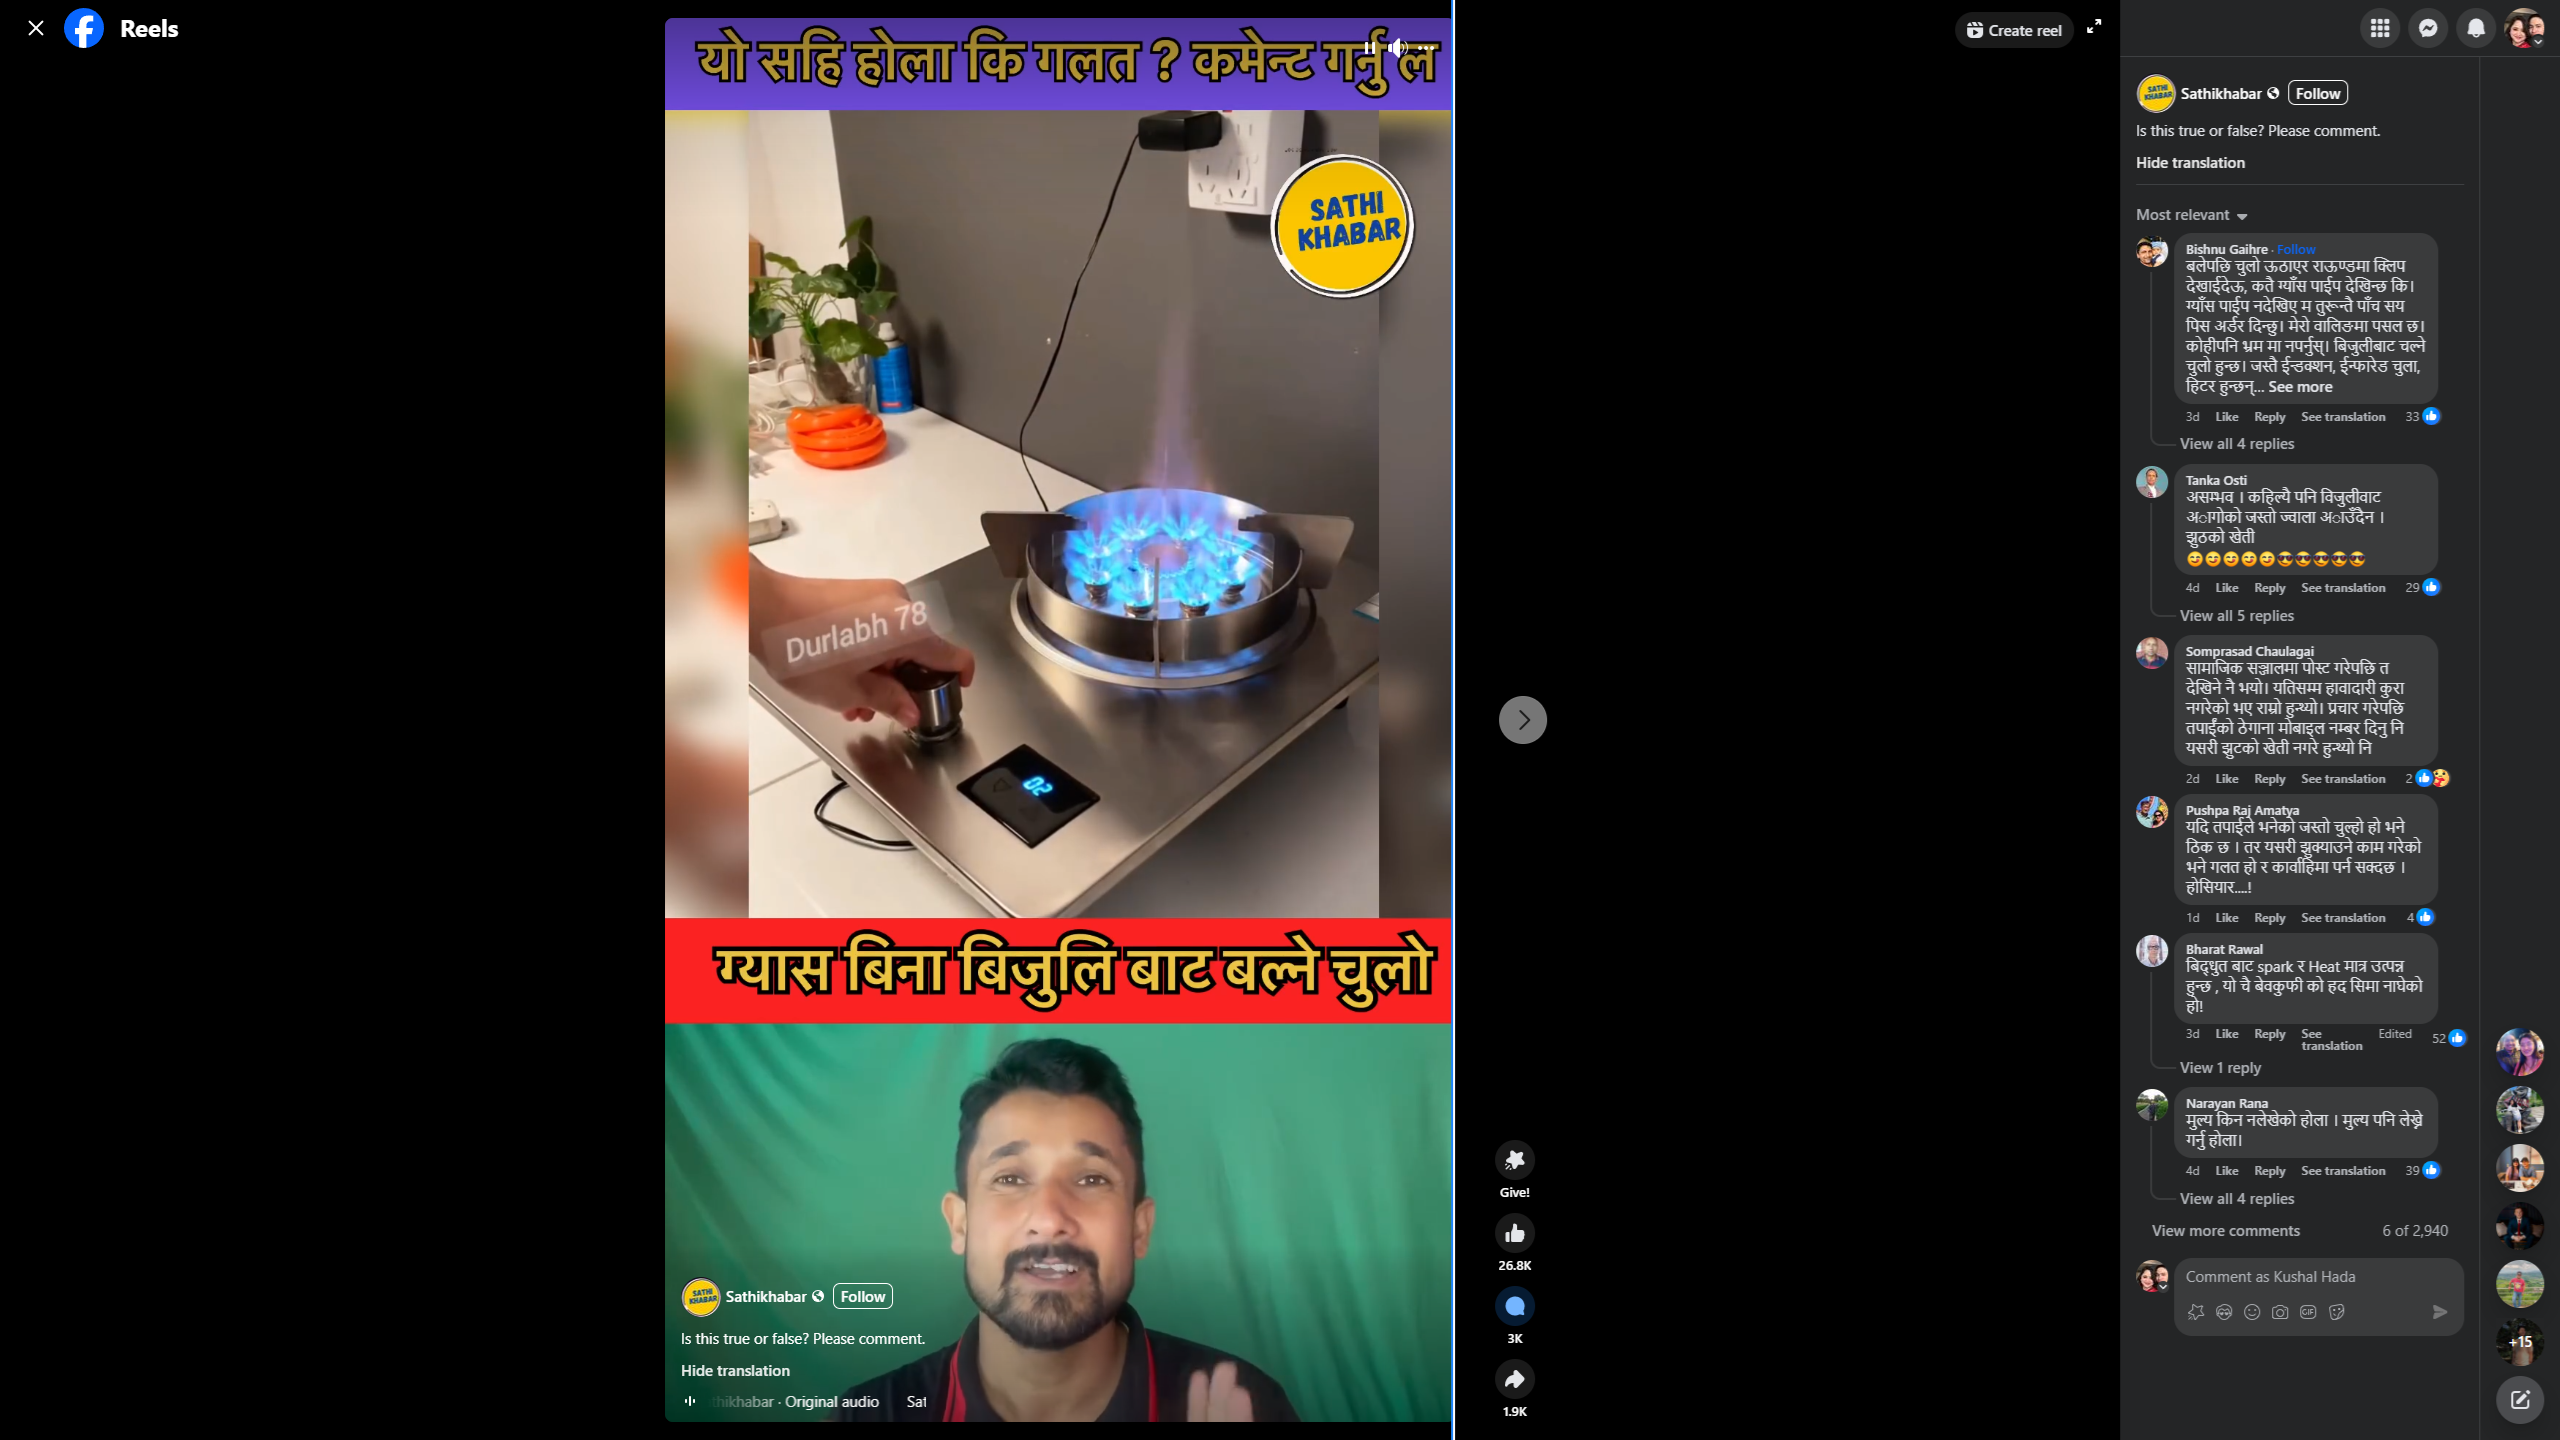 Reels
Create reel
यो सहि होला कि गलत ? कमेन्ट गर्नु ल
SATHI
KHABAR
Durlabh 78
02
ग्यास बिना बिजुलि बाट बल्ने चुलो
Sathikhabar
Follow
Is this true or false? Please comment.
Hide translation
thikhabar · Original audio Sat
Give!
26.8K
3K
1.9K
SATHI
KHABAR
Sathikhabar
Follow
Is this true or false? Please comment.
Hide translation
Most relevant
Bishnu Gaihre · Follow
बलेपछि चुलो ऊठाएर राऊण्डमा क्लिप
देखाईदेऊ, कतै ग्याँस पाईप देखिन्छ कि।
ग्याँस पाईप नदेखिए म तुरून्तै पाँच सय
पिस अर्डर दिन्छु। मेरो वालिङमा पसल छ।
कोहीपनि भ्रम मा नपर्नुस्। बिजुलीबाट चल्ने
चुलो हुन्छ। जस्तै ईन्डक्शन, ईन्फारेड चुला,
हिटर हुन्छन्... See more
3d Like Reply See translation 33
View all 4 replies
Tanka Osti
असम्भव । कहिल्यै पनि विजुलीवाट
अागोको जस्तो ज्वाला अाउँदैन ।
झुठको खेती
😊😊😊😊😊😎😎😎😎😎
4d Like Reply See translation 29
View all 5 replies
Somprasad Chaulagai
सामाजिक सञ्जालमा पोस्ट गरेपछि त
देखिने नै भयो। यतिसम्म हावादारी कुरा
नगरेको भए राम्रो हुन्थ्यो। प्रचार गरेपछि
तपाईंको ठेगाना मोबाइल नम्बर दिनु नि
यसरी झुटको खेती नगरे हुन्थ्यो नि
2d Like Reply See translation 2
Pushpa Raj Amatya
यदि तपाईले भनेको जस्तो चुल्हो हो भने
ठिक छ । तर यसरी झुक्याउने काम गरेको
भने गलत हो र कार्वाहिमा पर्न सक्दछ ।
होसियार....!
1d Like Reply See translation 4
Bharat Rawal
बिद्धुत बाट spark र Heat मात्र उत्पन्न
हुन्छ , यो चै बेवकुफी को हद सिमा नाघेको
हो!
3d Like Reply See translation Edited 52
View 1 reply
Narayan Rana
मुल्य किन नलेखेको होला । मुल्य पनि लेख्ने
गर्नु होला।
4d Like Reply See translation 39
View all 4 replies
View more comments 6 of 2,940
Comment as Kushal Hada
GIF
+15